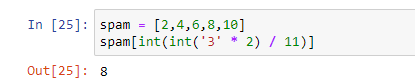 In [25]: spam = [2,4,6,8,10]
spam[int(int('3' * 2) / 11)]
Out[25]: 8